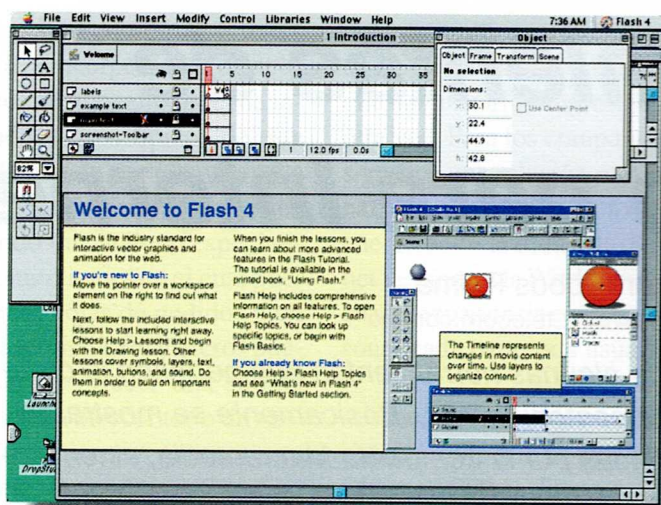 File Edit View Insert Modify Control Libraries Window Help 7:36 AM Flash 4
1 Introduction
Object
Welcome
Object Frame Transform Scene
No selection
Dimensions:
x: 30.1
Use Center Point
y: 22.4
w: 44.9
h: 42.8
5 10 15 20 25 30 35
labels
example text
screenshot-Toolbar
1 12.0 fps 0.0s
82%
Welcome to Flash 4
Flash is the industry standard for
interactive vector graphics and
animation for the web.
If you're new to Flash:
Move the pointer over a workspace
element on the right to find out what
it does.
Next, follow the included interactive
lessons to start learning right away.
Choose Help > Lessons and begin
with the Drawing lesson. Other
lessons cover symbols, layers, text,
animation, buttons, and sound. Do
them in order to build on important
concepts.
When you finish the lessons, you
can learn about more advanced
features in the Flash Tutorial.
The tutorial is available in the
printed book, "Using Flash."
Flash Help includes comprehensive
information on all features. To open
Flash Help, choose Help > Flash
Help Topics. You can look up
specific topics, or begin with
Flash Basics.
If you already know Flash:
Choose Help > Flash Help Topics
and see "What's new in Flash 4"
in the Getting Started section.
Scene 1
The Timeline represents
changes in movie content
over time. Use layers to
organize content.